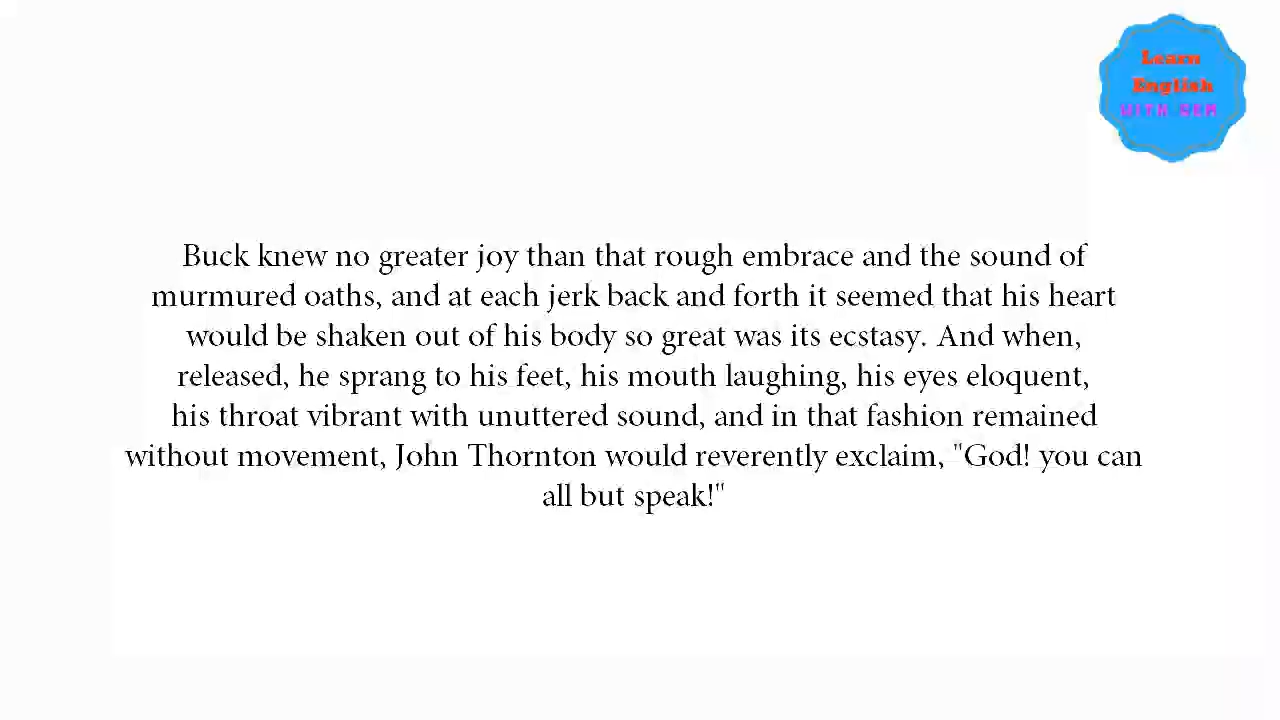 Learn
English
Buck knew no greater joy than that rough embrace and the sound of
murmured oaths, and at each jerk back and forth it seemed that his heart
would be shaken out of his body so great was its ecstasy. And when,
released, he sprang to his feet, his mouth laughing, his eyes eloquent,
his throat vibrant with unuttered sound, and in that fashion remained
without movement, John Thornton would reverently exclaim, "God! you can
all but speak!"